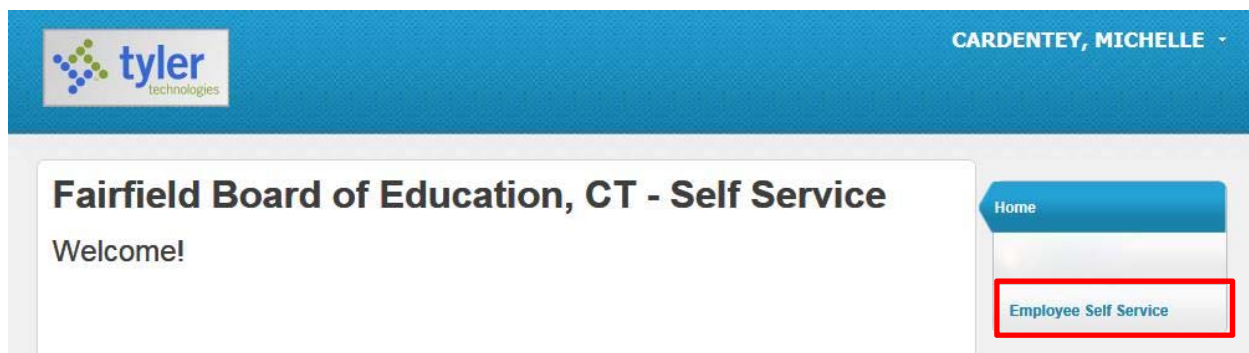 tyler
technologies
CARDENTEY, MICHELLE
Fairfield Board of Education, CT - Self Service
Welcome!
Home
Employee Self Service